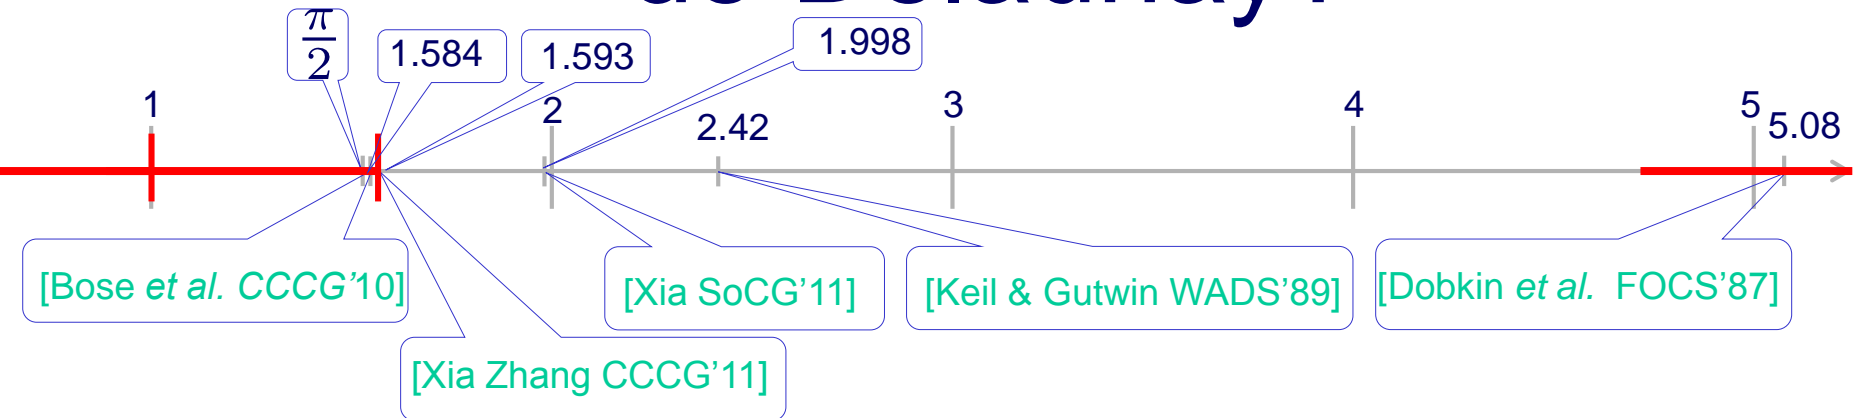 π/2
1.584
1.593
1.998
1
2
2.42
3
4
5
5.08
[Bose et al. CCCG'10]
[Xia SoCG'11]
[Keil & Gutwin WADS'89]
[Dobkin et al. FOCS'87]
[Xia Zhang CCCG'11]